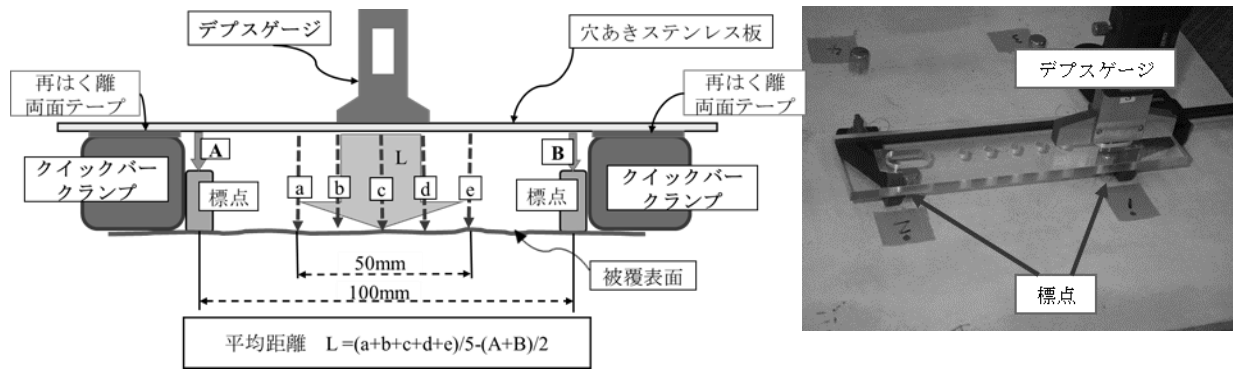 デプスゲージ
穴あきステンレス板
再はく離
両面テープ
再はく離
両面テープ
A
B
L
クイックバー
クランプ
標点
a
b
c
d
e
標点
クイックバー
クランプ
50mm
被覆表面
100mm
平均距離 L =(a+b+c+d+e)/5-(A+B)/2
デプスゲージ
標点